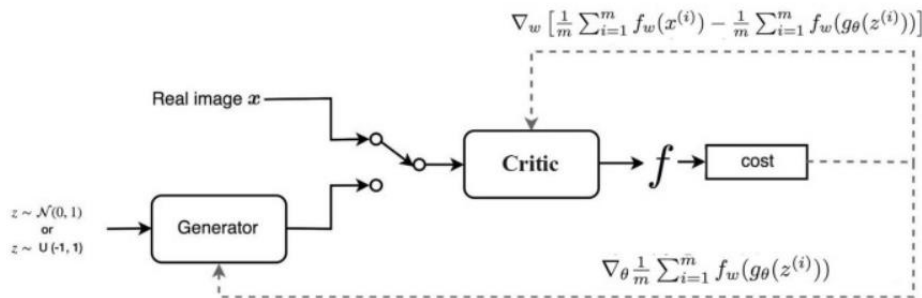 ∇_w [1/m ∑_{i=1}^m f_w(x^{(i)}) − 1/m ∑_{i=1}^m f_w(g_θ(z^{(i)}))]
Real image x
Critic
f
cost
z ∼ N(0, 1)
or
z ∼ U (-1, 1)
Generator
∇_θ 1/m ∑_{i=1}^m f_w(g_θ(z^{(i)}))